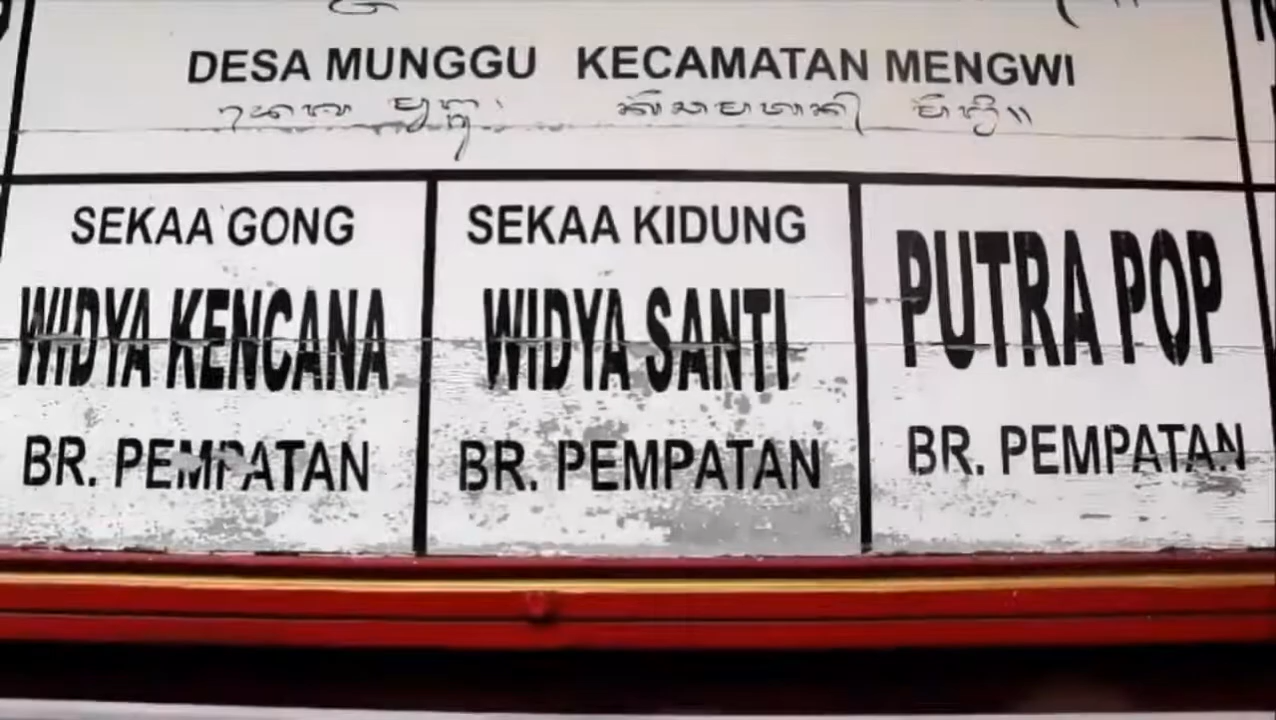 DESA MUNGGU KECAMATAN MENGWI
SEKAA GONG
WIDYA KENCANA
BR. PEMPATAN
SEKAA KIDUNG
WIDYA SANTI
BR. PEMPATAN
PUTRA POP
BR. PEMPATAN